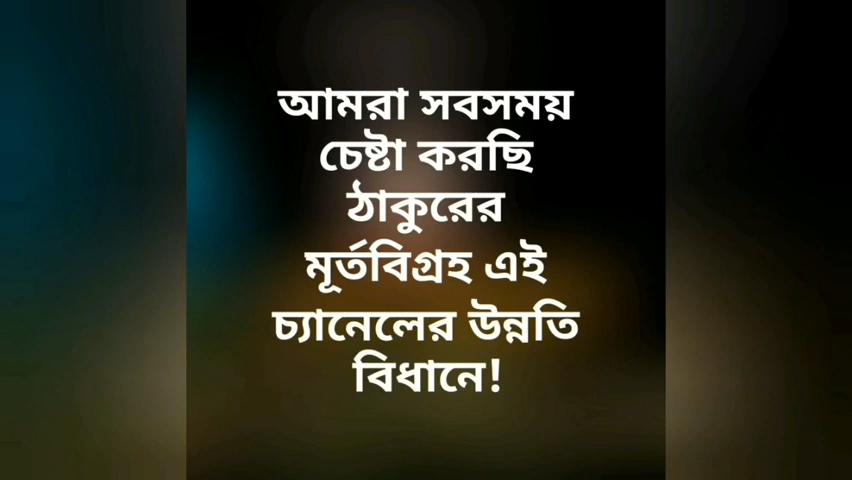 আমরা সবসময়
চেষ্টা করছি
ঠাকুরের
মূর্তবিগ্রহ এই
চ্যানেলের উন্নতি
বিধানে!